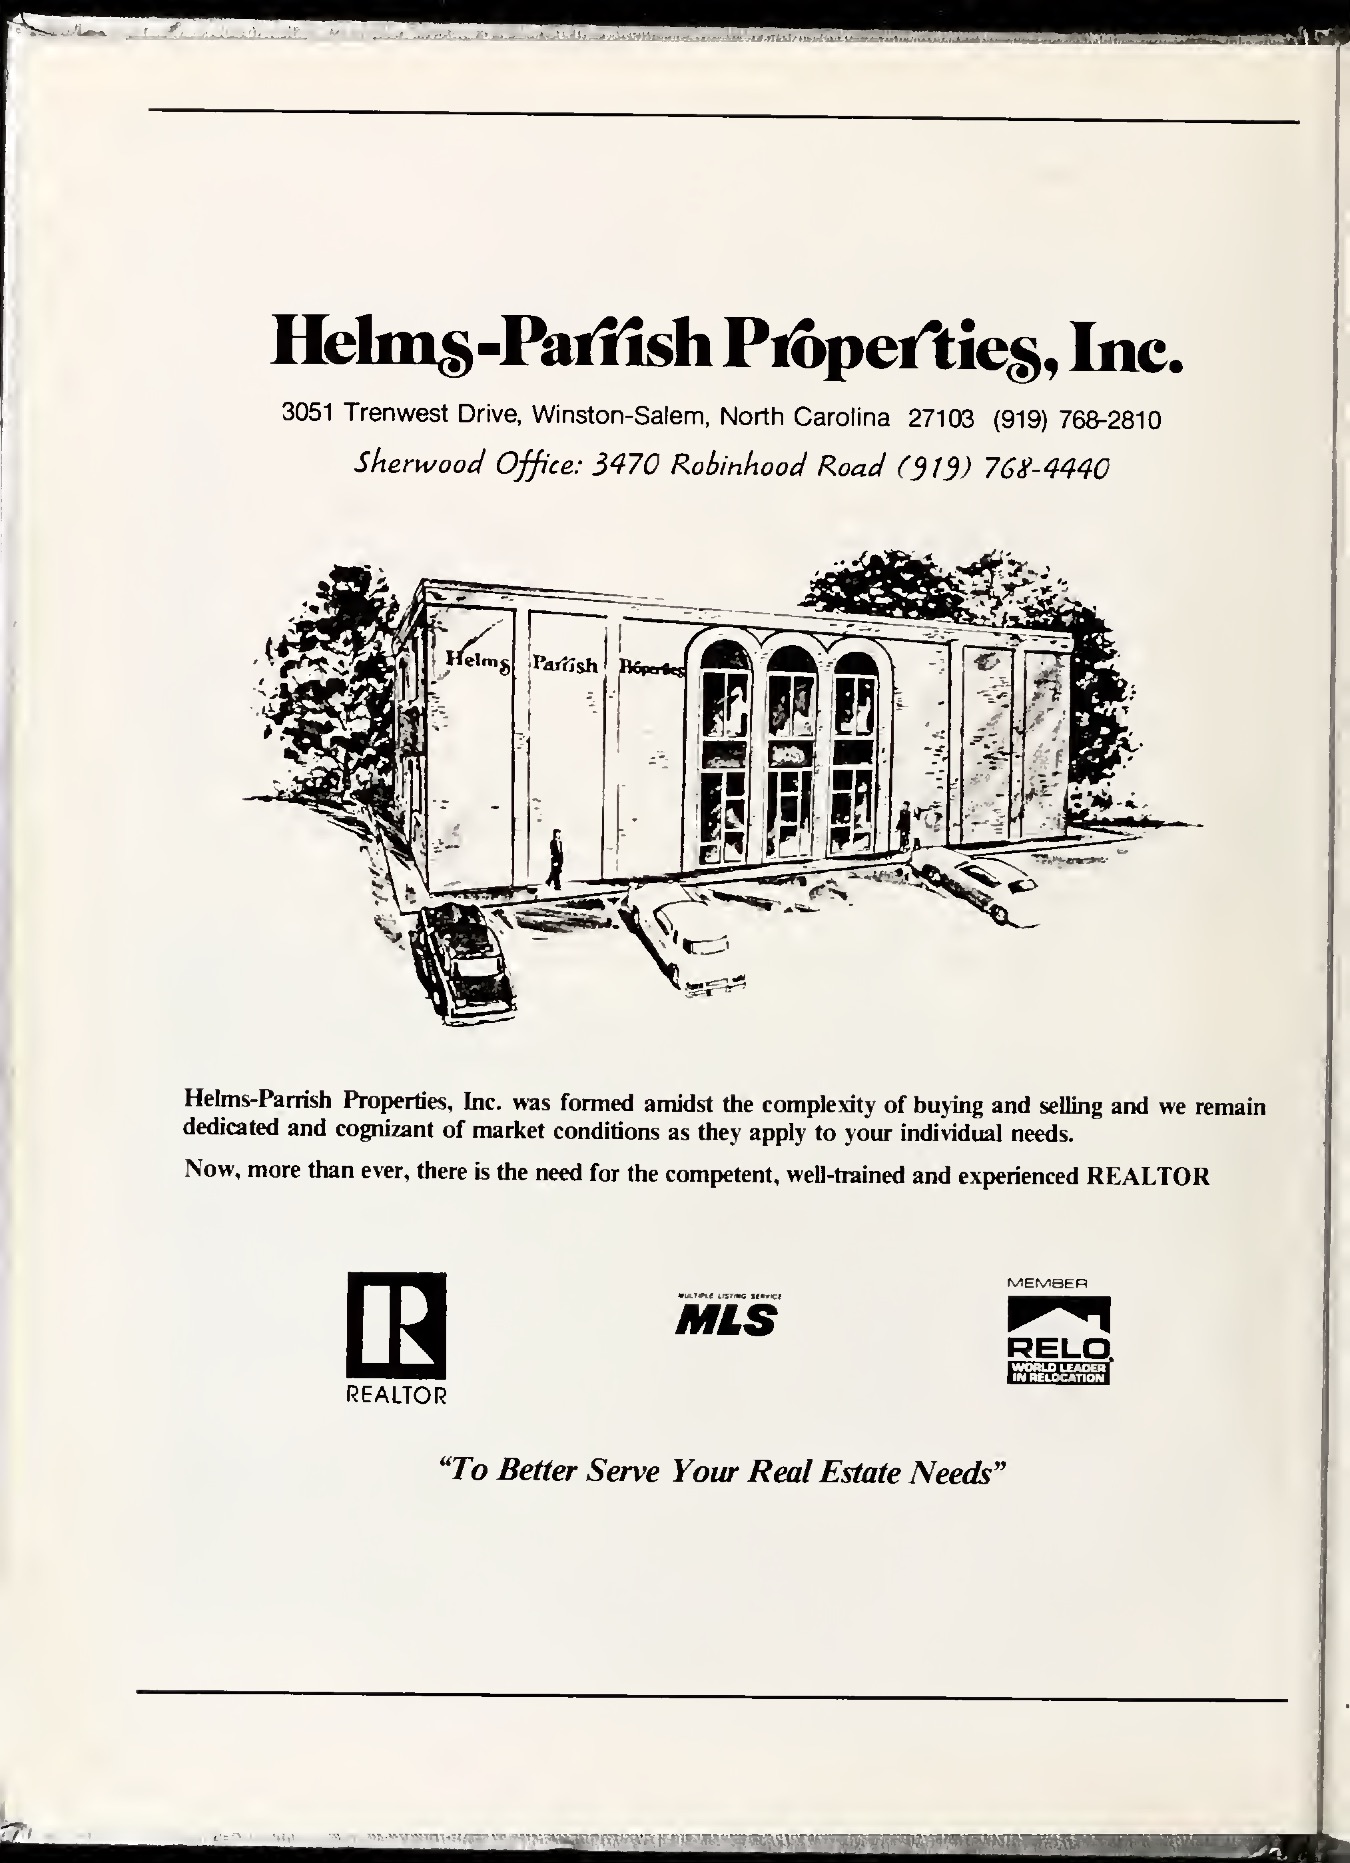 Helms-Parrish Properties, Inc.
3051 Trenwest Drive, Winston-Salem, North Carolina 27103 (919) 768-2810
Sherwood Office: 3470 Robinhood Road (919) 768-4440
Helms Parrish Properties
Helms-Parrish Properties, Inc. was formed amidst the complexity of buying and selling and we remain
dedicated and cognizant of market conditions as they apply to your individual needs.
Now, more than ever, there is the need for the competent, well-trained and experienced REALTOR
R
REALTOR
MULTIPLE LISTING SERVICE
MLS
MEMBER
RELO
WORLD LEADER
IN RELOCATION
“To Better Serve Your Real Estate Needs”